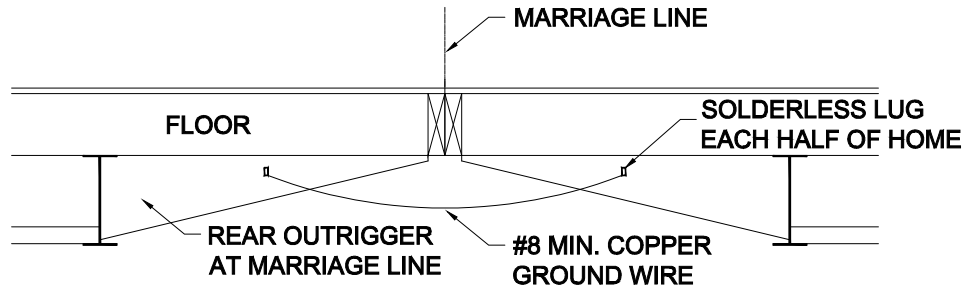 MARRIAGE LINE
FLOOR
SOLDERLESS LUG
EACH HALF OF HOME
REAR OUTRIGGER
AT MARRIAGE LINE
#8 MIN. COPPER
GROUND WIRE